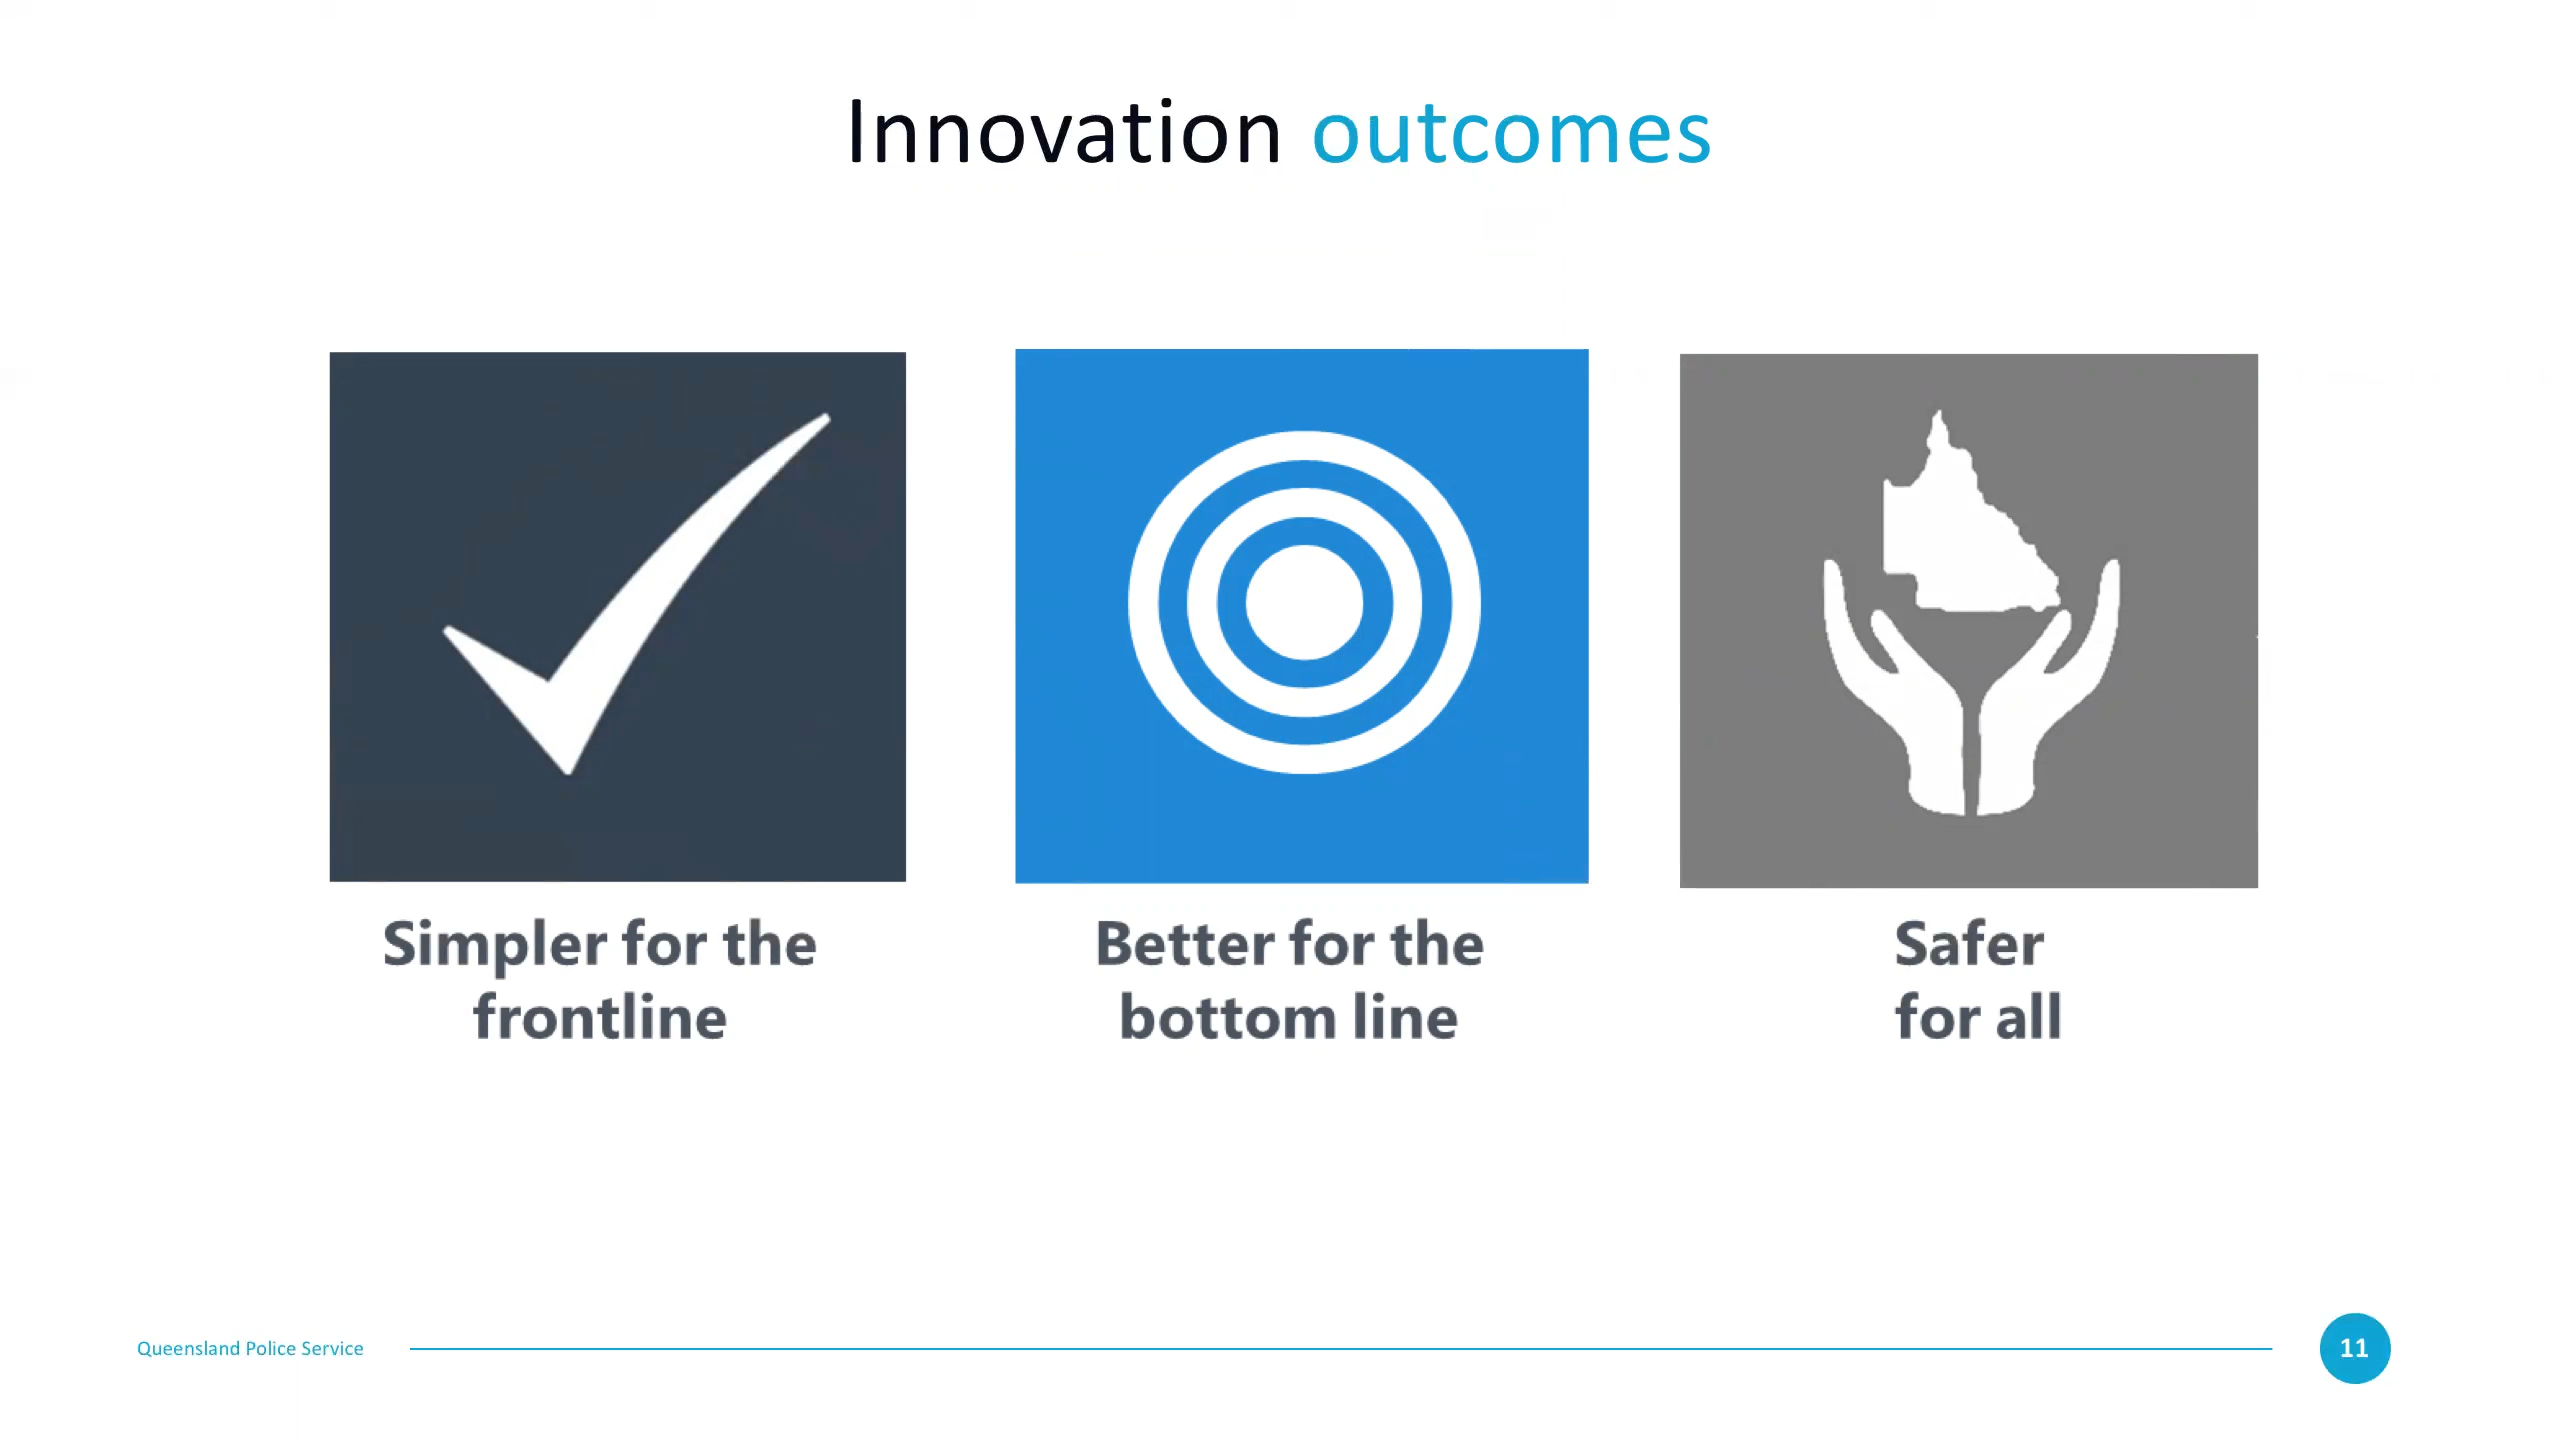 Innovation outcomes
Simpler for the
frontline
Better for the
bottom line
Safer
for all
Queensland Police Service
11